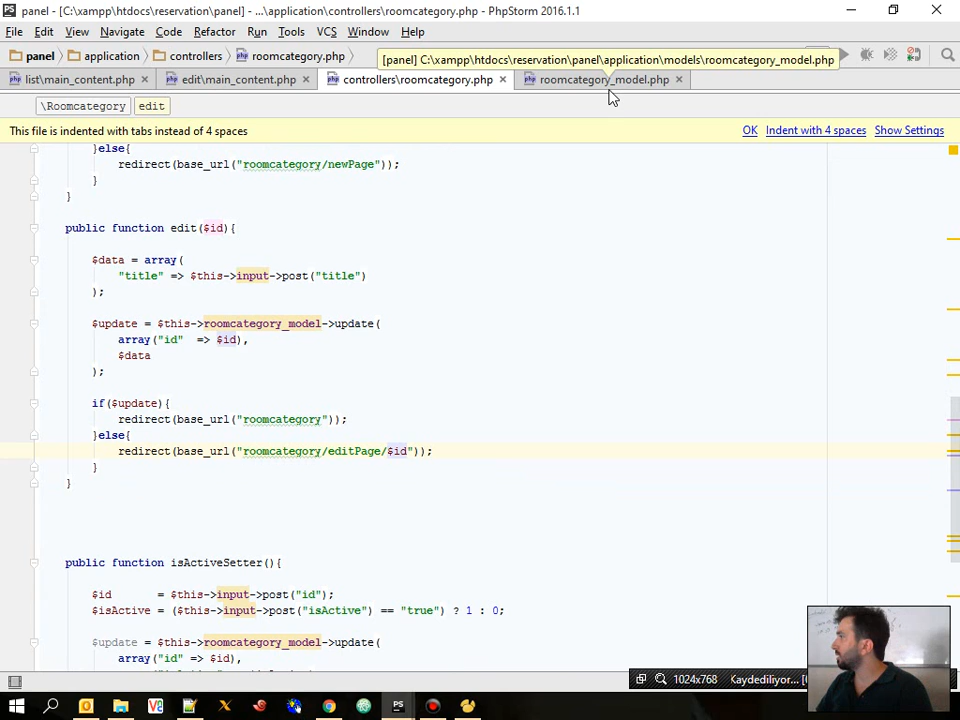 panel - [C:\xampp\htdocs\reservation\panel] - ...\application\controllers\roomcategory.php - PhpStorm 2016.1.1
File Edit View Navigate Code Refactor Run Tools VCS Window Help
panel application controllers roomcategory.php
[panel] C:\xampp\htdocs\reservation\panel\application\models\roomcategory_model.php
list\main_content.php edit\main_content.php controllers\roomcategory.php roomcategory_model.php
\Roomcategory edit
This file is indented with tabs instead of 4 spaces OK Indent with 4 spaces Show Settings
}else{
redirect(base_url("roomcategory/newPage"));
}
}
public function edit($id){
$data = array(
"title" => $this->input->post("title")
);
$update = $this->roomcategory_model->update(
array("id" => $id),
$data
);
if($update){
redirect(base_url("roomcategory"));
}else{
redirect(base_url("roomcategory/editPage/$id"));
}
}
public function isActiveSetter(){
$id = $this->input->post("id");
$isActive = ($this->input->post("isActive") == "true") ? 1 : 0;
$update = $this->roomcategory_model->update(
array("id" => $id),
1024x768 Kaydediliyor...